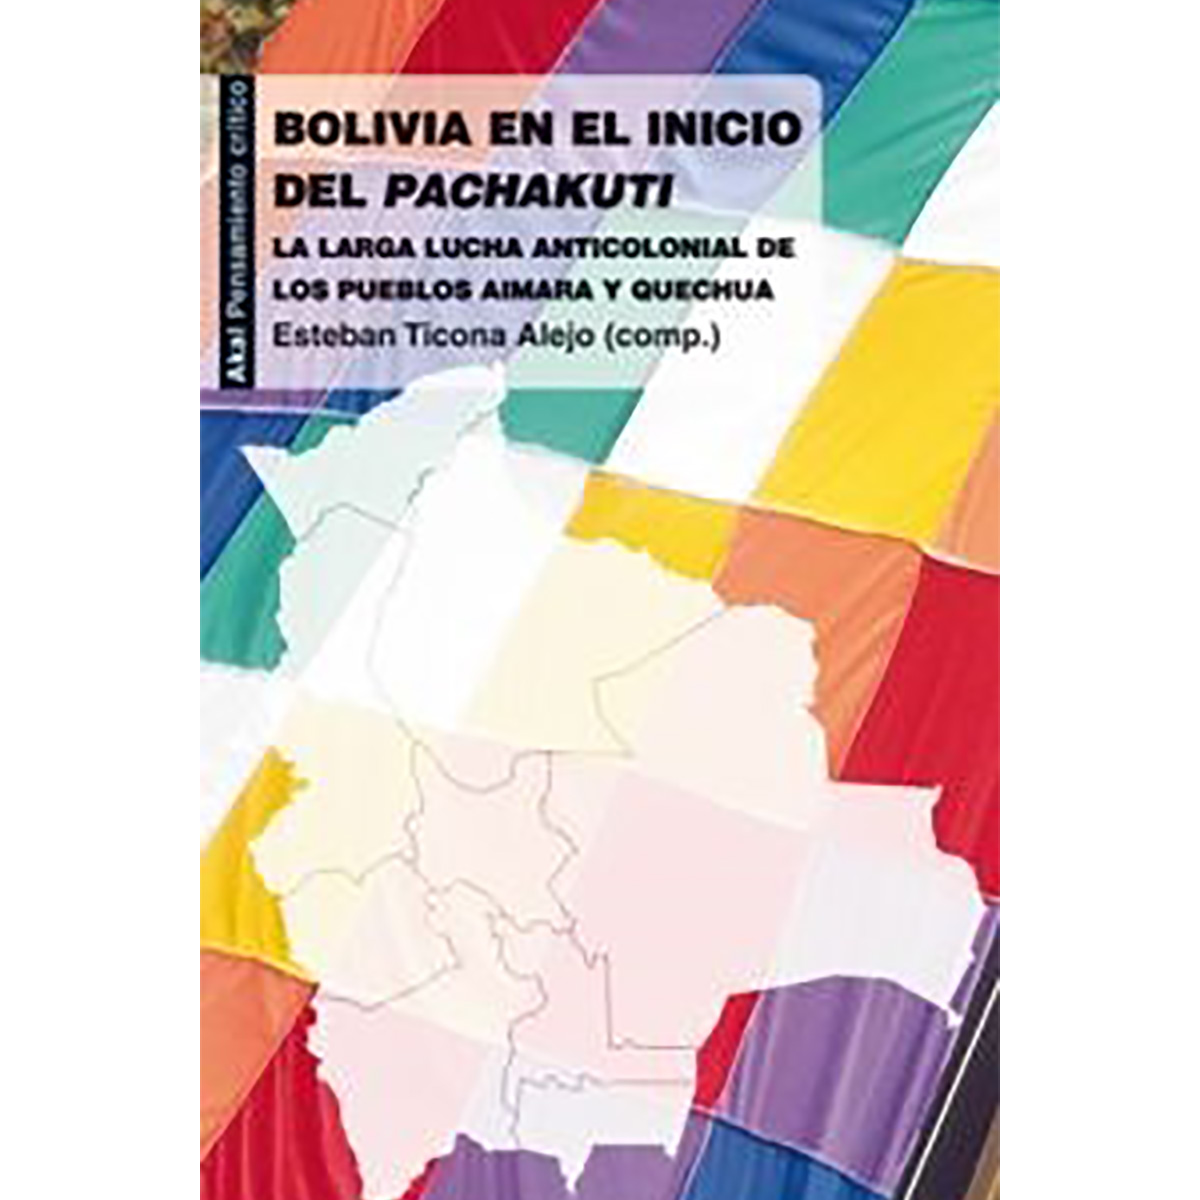 Akal Pensamiento crítico
BOLIVIA EN EL INICIO
DEL PACHAKUTI
LA LARGA LUCHA ANTICOLONIAL DE
LOS PUEBLOS AIMARA Y QUECHUA
Esteban Ticona Alejo (comp.)